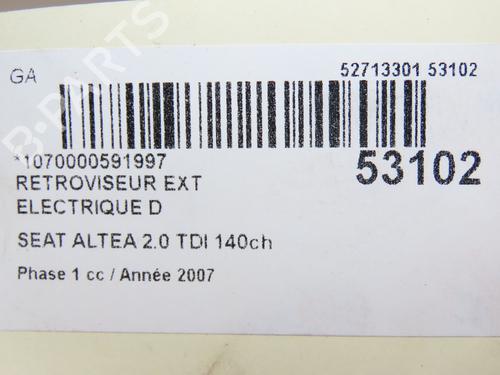 GA
52713301 53102
*1070000591997
53102
RETROVISEUR EXT
ELECTRIQUE D
SEAT ALTEA 2.0 TDI 140ch
Phase 1 cc / Année 2007
B-PARTS